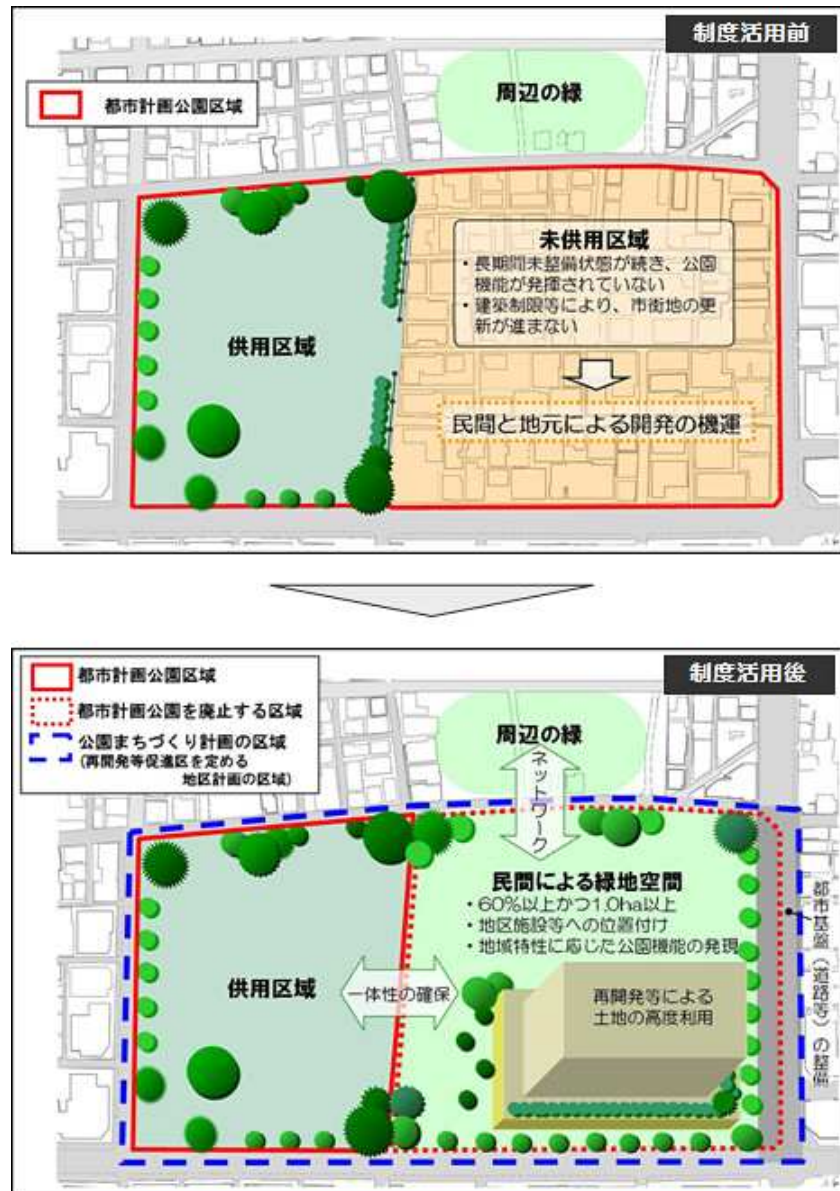 制度活用前
都市計画公園区域
周辺の緑
未供用区域
・長期間未整備状態が続き、公園
機能が発揮されていない
・建築制限等により、市街地の更
新が進まない
供用区域
民間と地元による開発の機運
制度活用後
都市計画公園区域
都市計画公園を廃止する区域
公園まちづくり計画の区域
(再開発等促進区を定める
地区計画の区域)
周辺の緑
ネットワーク
民間による緑地空間
・60%以上かつ1.0ha以上
・地区施設等への位置付け
・地域特性に応じた公園機能の発現
供用区域
一体性の確保
再開発等による
土地の高度利用
都市基盤(道路等)の整備